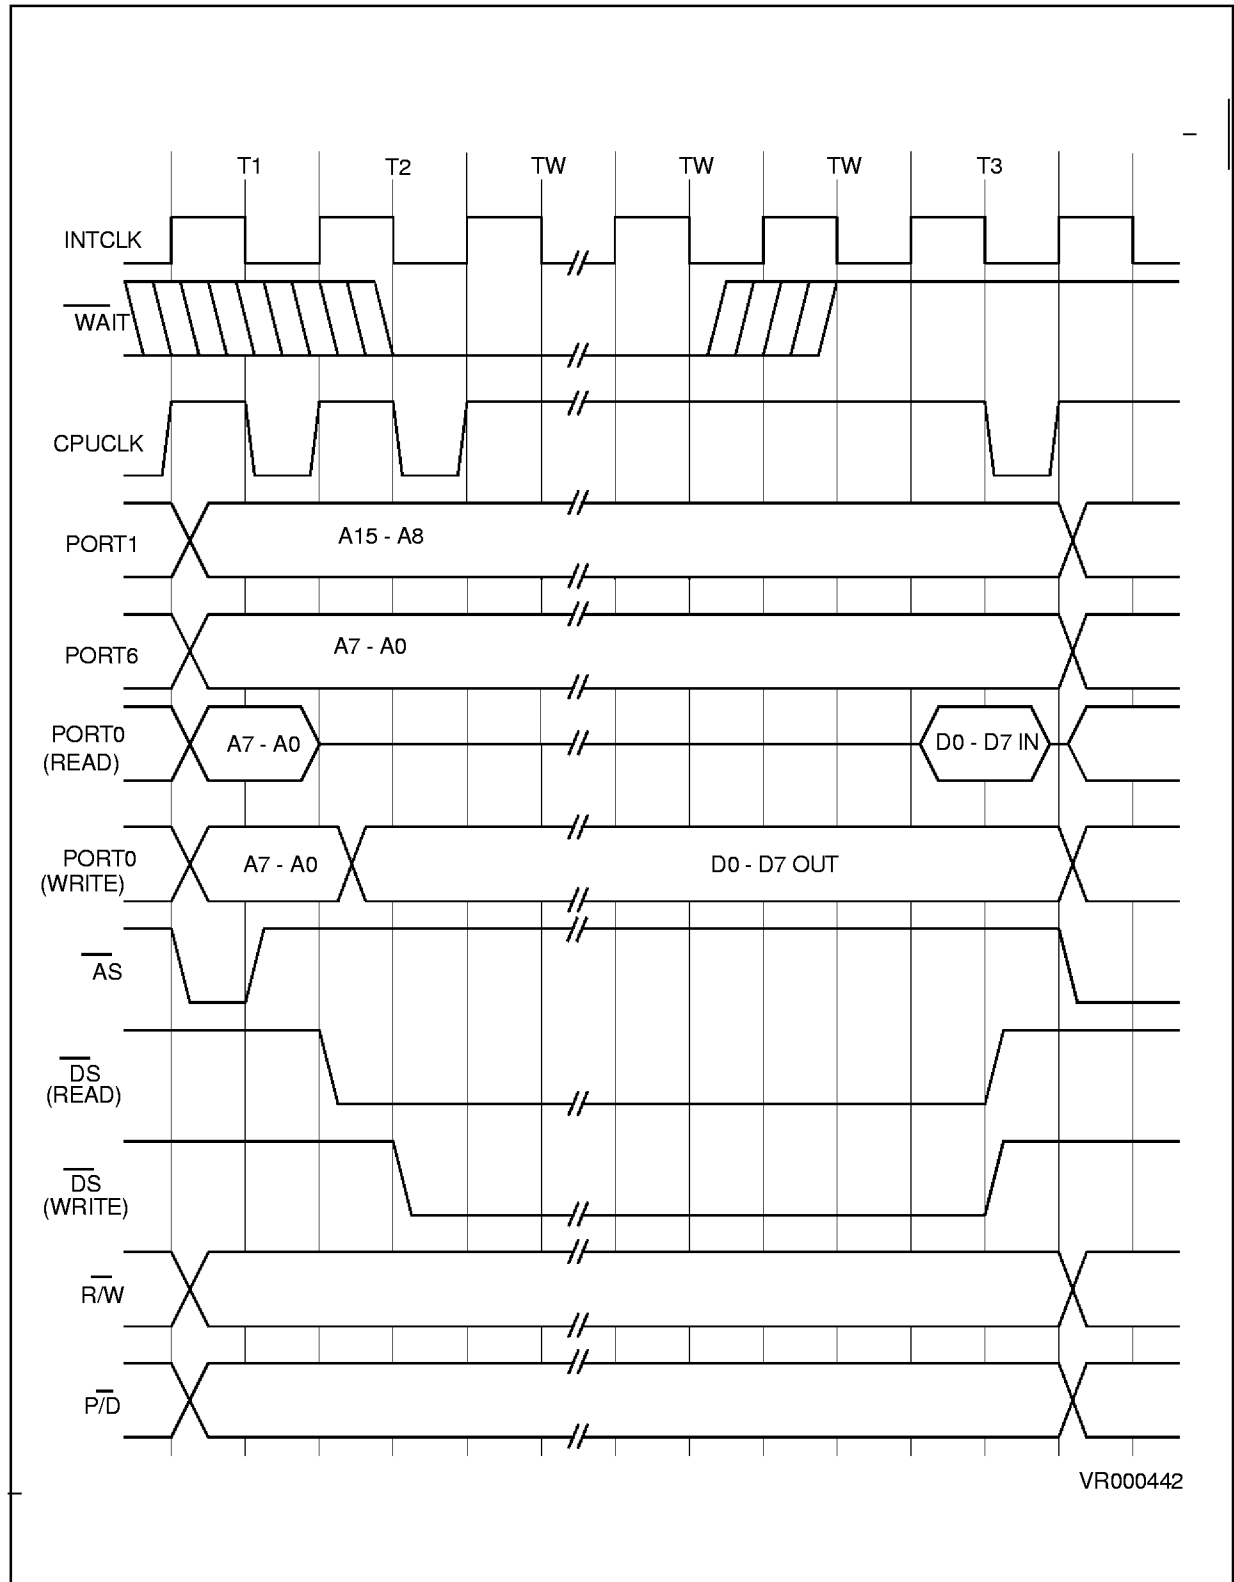 T1 T2 TW TW TW T3
INTCLK
WAIT
CPUCLK
PORT1 A15 - A8
PORT6 A7 - A0
PORT0
(READ) A7 - A0 D0 - D7 IN
PORT0
(WRITE) A7 - A0 D0 - D7 OUT
AS
DS
(READ)
DS
(WRITE)
R/W
P/D
VR000442